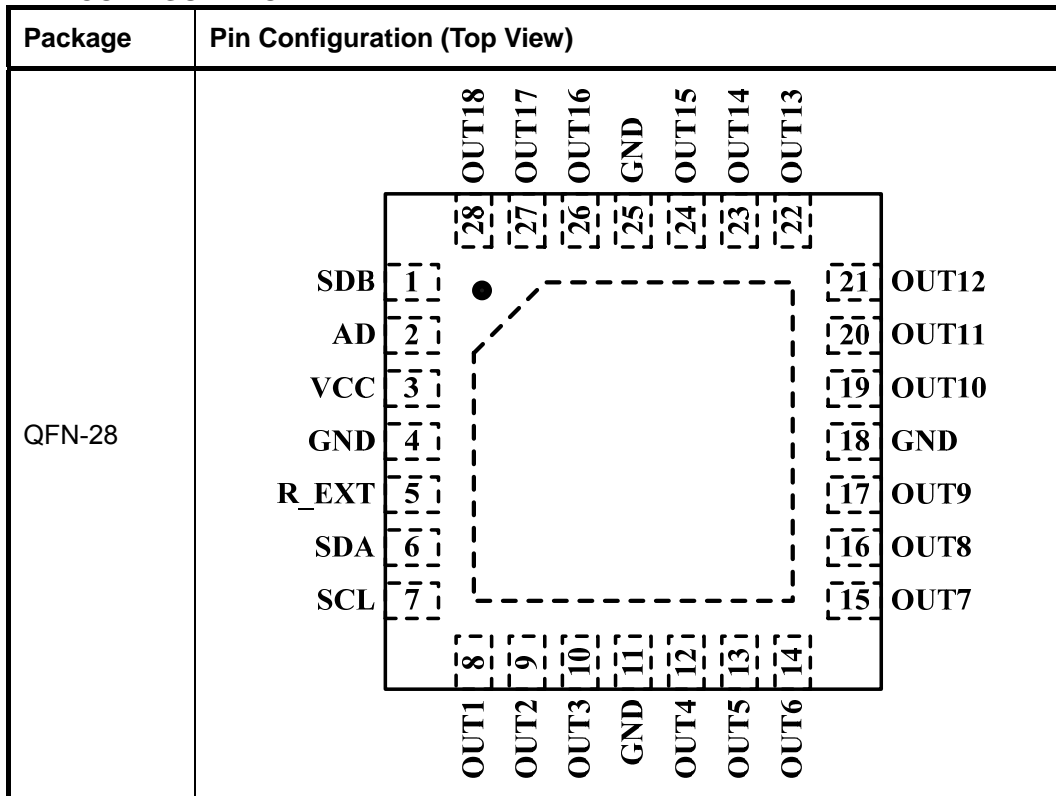 Package
Pin Configuration (Top View)
QFN-28
OUT18
OUT17
OUT16
GND
OUT15
OUT14
OUT13
28
27
26
25
24
23
22
SDB 1
AD 2
VCC 3
GND 4
R_EXT 5
SDA 6
SCL 7
21 OUT12
20 OUT11
19 OUT10
18 GND
17 OUT9
16 OUT8
15 OUT7
8
9
10
11
12
13
14
OUT1
OUT2
OUT3
GND
OUT4
OUT5
OUT6